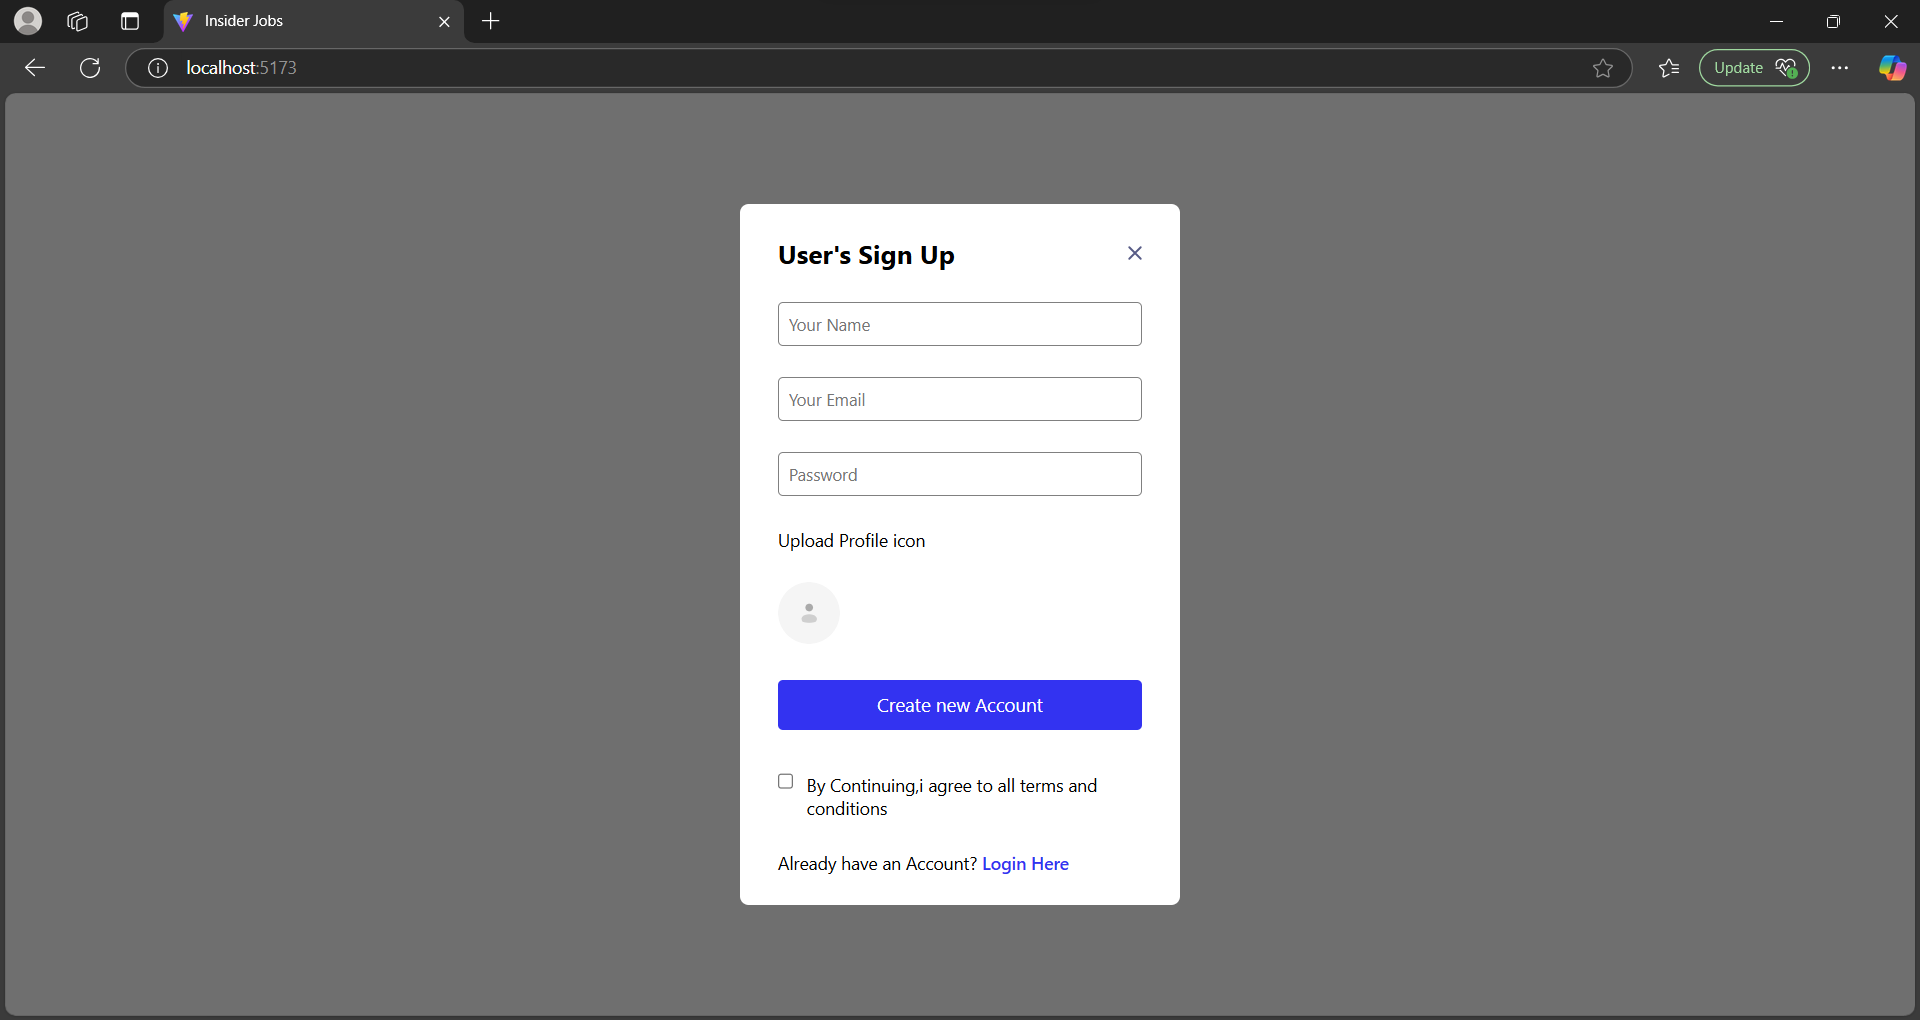 Insider Jobs
localhost:5173
Update
User's Sign Up
Your Name
Your Email
Password
Upload Profile icon
Create new Account
By Continuing,i agree to all terms and
conditions
Already have an Account? Login Here